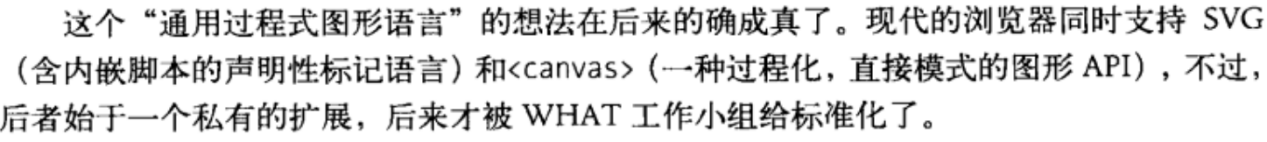 这个“通用过程式图形语言”的想法在后来的确成真了。现代的浏览器同时支持 SVG
（含内嵌脚本的声明性标记语言）和<canvas>（一种过程化，直接模式的图形 API），不过，
后者始于一个私有的扩展，后来才被 WHAT 工作小组给标准化了。